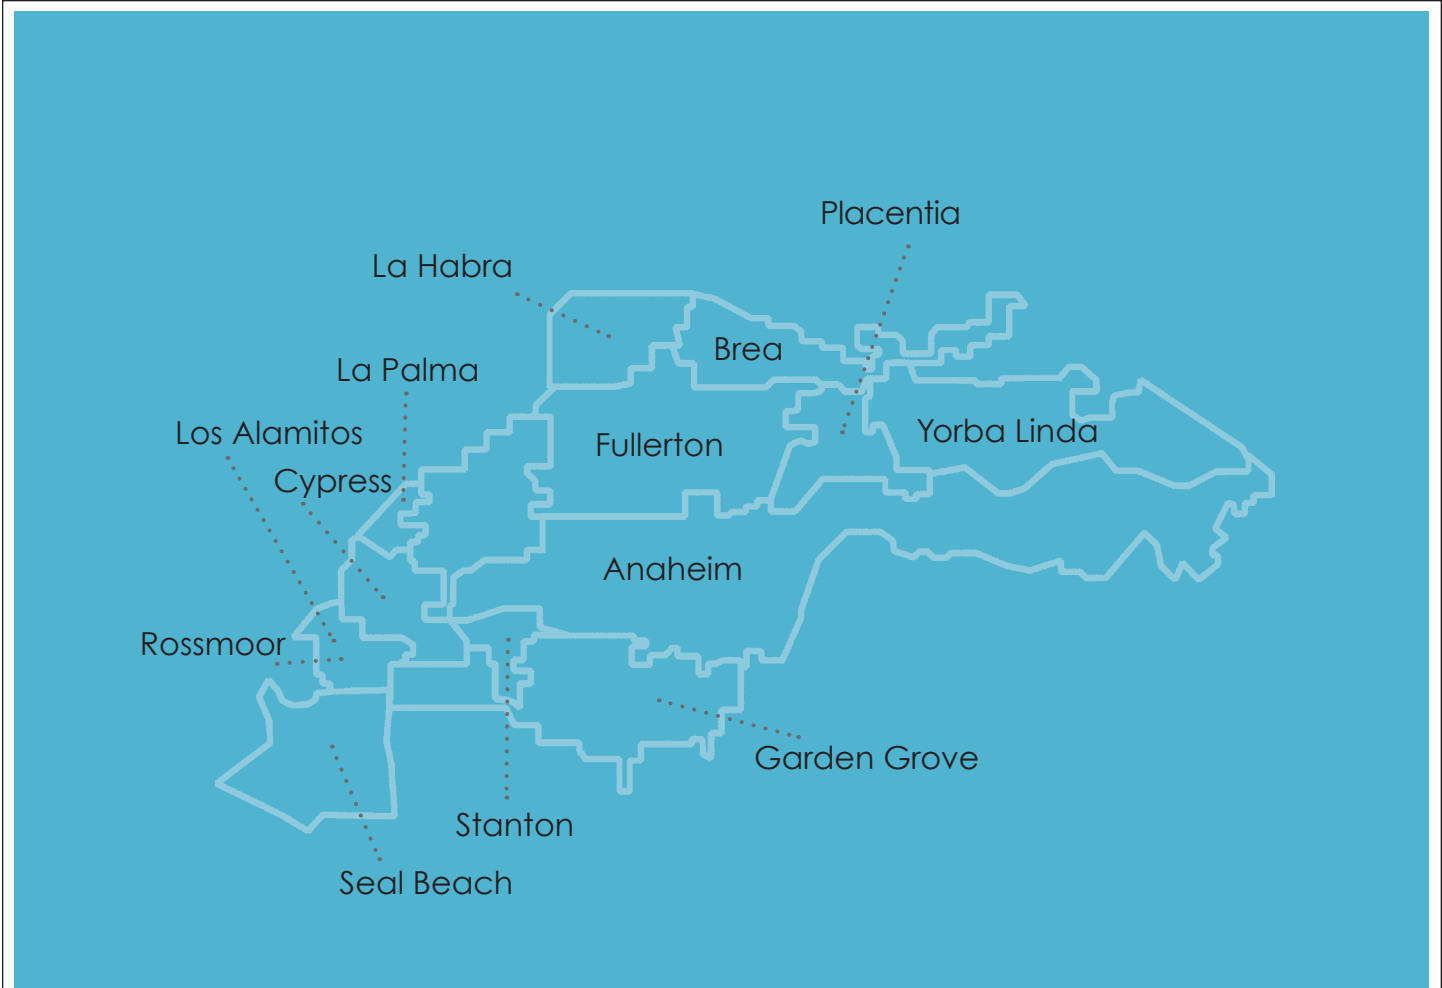 Placentia
La Habra
Brea
La Palma
Los Alamitos
Yorba Linda
Fullerton
Cypress
Anaheim
Rossmoor
Garden Grove
Stanton
Seal Beach